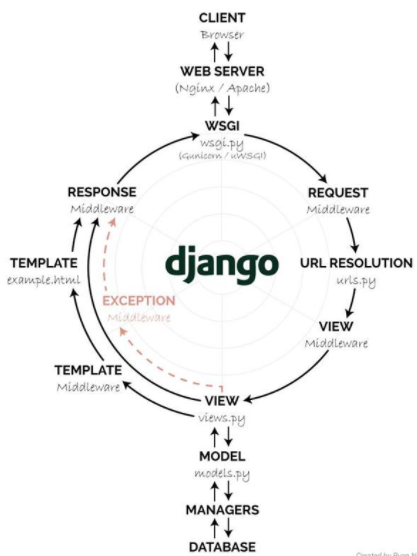 CLIENT
Browser
WEB SERVER
(Nginx / Apache)
WSGI
wsgi.py
(Gunicorn / uWSGI)
RESPONSE
Middleware
REQUEST
Middleware
TEMPLATE
example.html
django
URL RESOLUTION
urls.py
EXCEPTION
Middleware
VIEW
Middleware
TEMPLATE
Middleware
VIEW
views.py
MODEL
models.py
MANAGERS
DATABASE
Created by